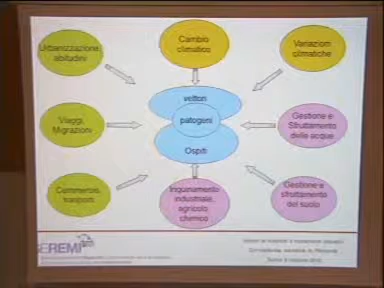 Urbanizzazione,
abitudini
Cambio
climatico
Variazioni
climatiche
vettori
Viaggi,
Migrazioni
patogeni
Gestione e
Sfruttamento
delle acque
Ospiti
Commercio,
trasporti
Inquinamento
industriale,
agricolo
chimico
Gestione e
sfruttamento
del suolo
SEREMI